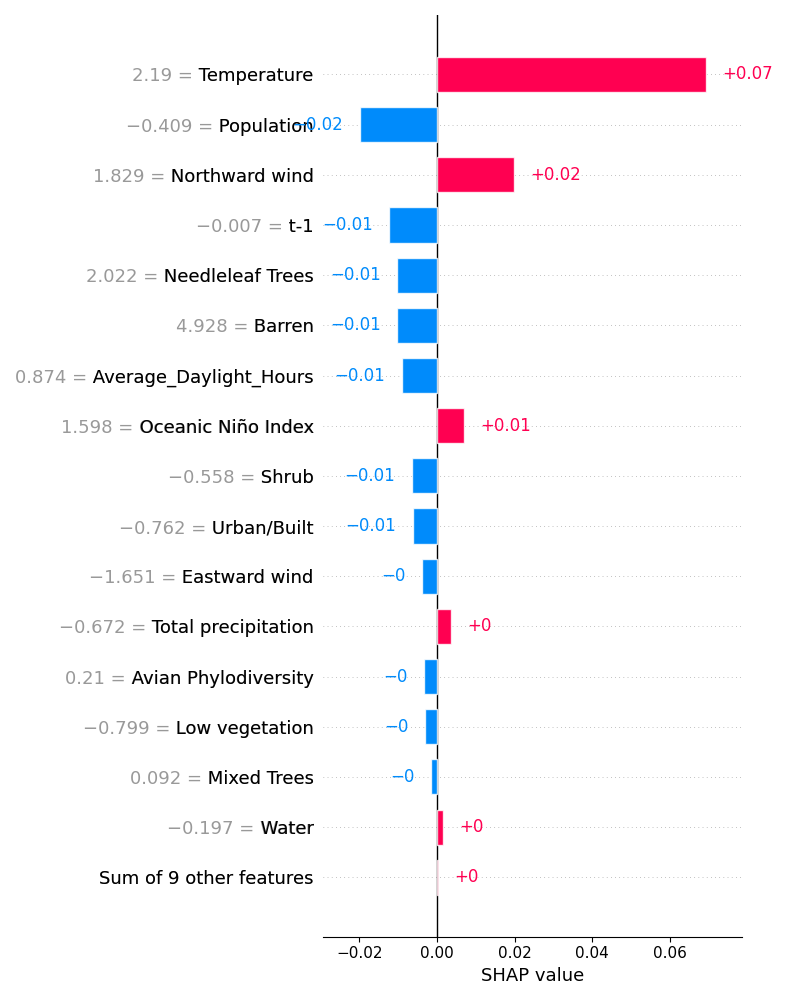 2.19 = Temperature +0.07
−0.409 = Population −0.02
1.829 = Northward wind +0.02
−0.007 = t-1 −0.01
2.022 = Needleleaf Trees −0.01
4.928 = Barren −0.01
0.874 = Average_Daylight_Hours −0.01
1.598 = Oceanic Niño Index +0.01
−0.558 = Shrub −0.01
−0.762 = Urban/Built −0.01
−1.651 = Eastward wind −0
−0.672 = Total precipitation +0
0.21 = Avian Phylodiversity −0
−0.799 = Low vegetation −0
0.092 = Mixed Trees −0
−0.197 = Water +0
Sum of 9 other features +0
−0.02 0.00 0.02 0.04 0.06
SHAP value